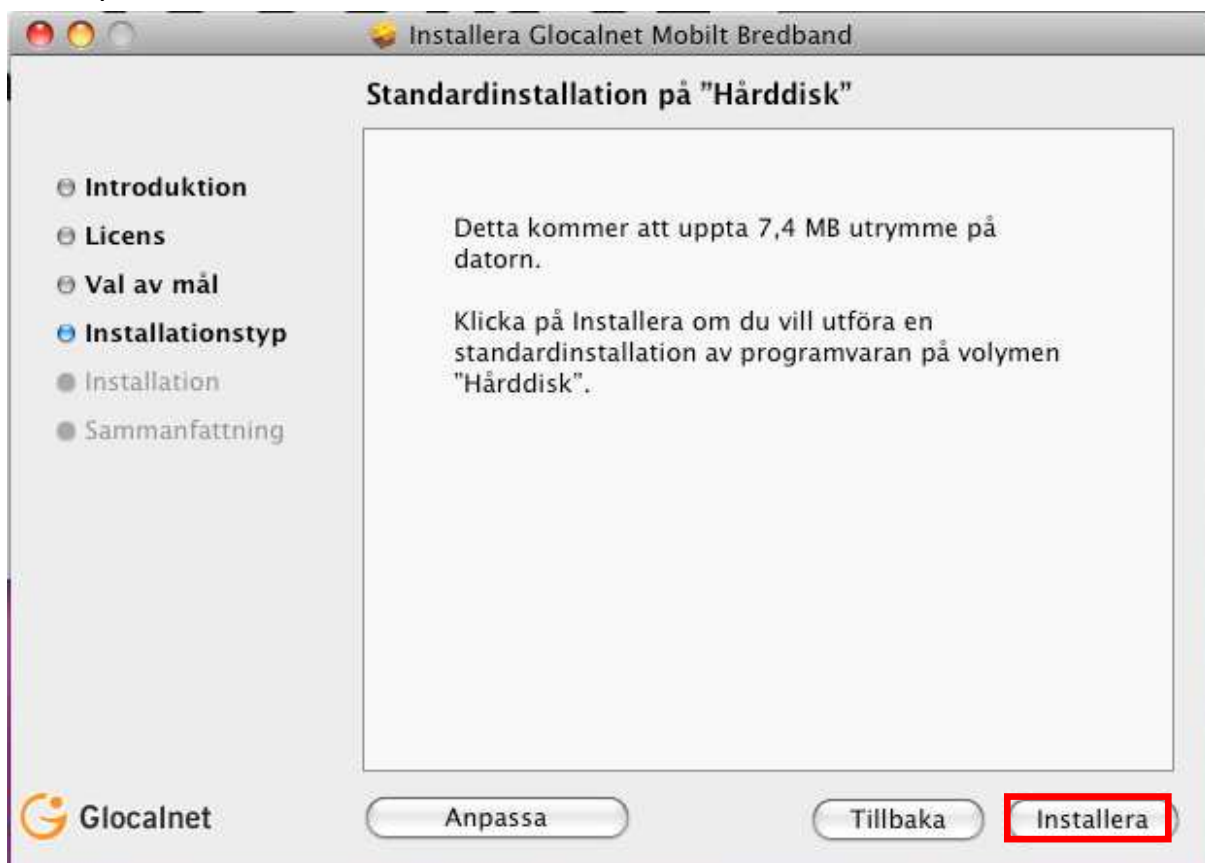 Installera Glocalnet Mobilt Bredband
Standardinstallation på ”Hårddisk”
Introduktion
Licens
Val av mål
Installationstyp
Installation
Sammanfattning
Detta kommer att uppta 7,4 MB utrymme på
datorn.
Klicka på Installera om du vill utföra en
standardinstallation av programvaran på volymen
”Hårddisk”.
Glocalnet
Anpassa
Tillbaka
Installera